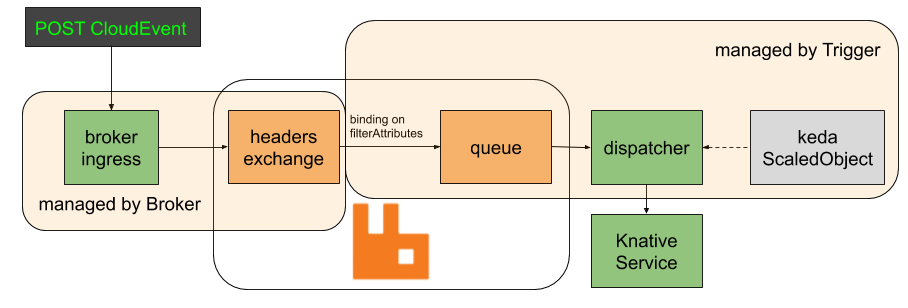 POST CloudEvent
managed by Trigger
broker
ingress
headers
exchange
binding on
filterAttributes
queue
dispatcher
keda
ScaledObject
managed by Broker
Knative
Service